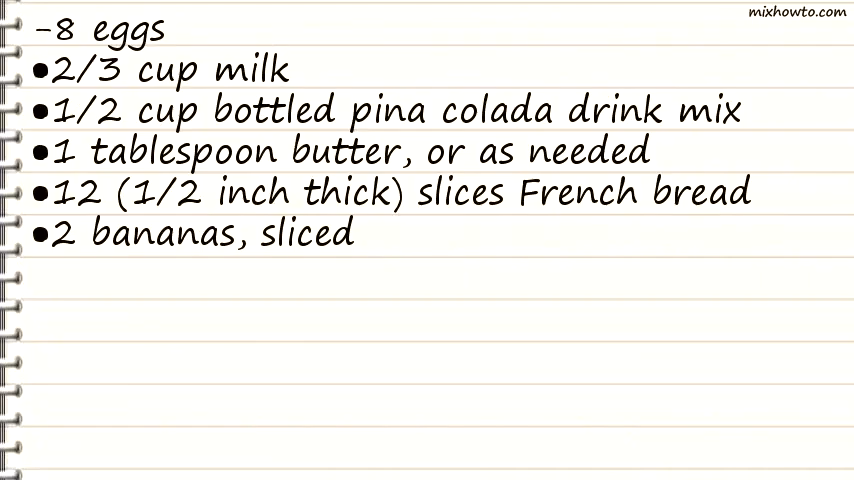 mixhowto.com
-8 eggs
•2/3 cup milk
•1/2 cup bottled pina colada drink mix
•1 tablespoon butter, or as needed
•12 (1/2 inch thick) slices French bread
•2 bananas, sliced